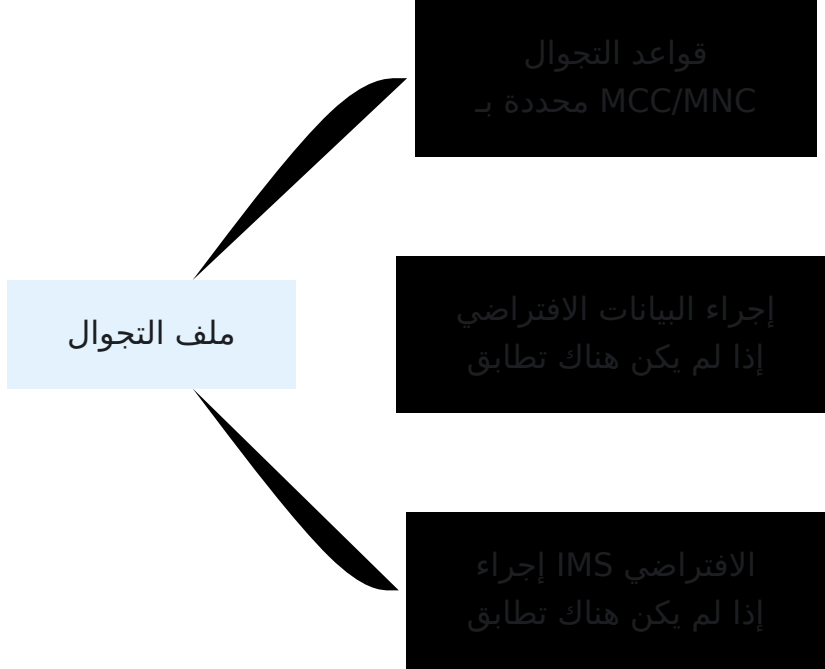 قواعد التجوال
محددة بـ MCC/MNC
ملف التجوال
إجراء البيانات الافتراضي
إذا لم يكن هناك تطابق
إجراء IMS الافتراضي
إذا لم يكن هناك تطابق